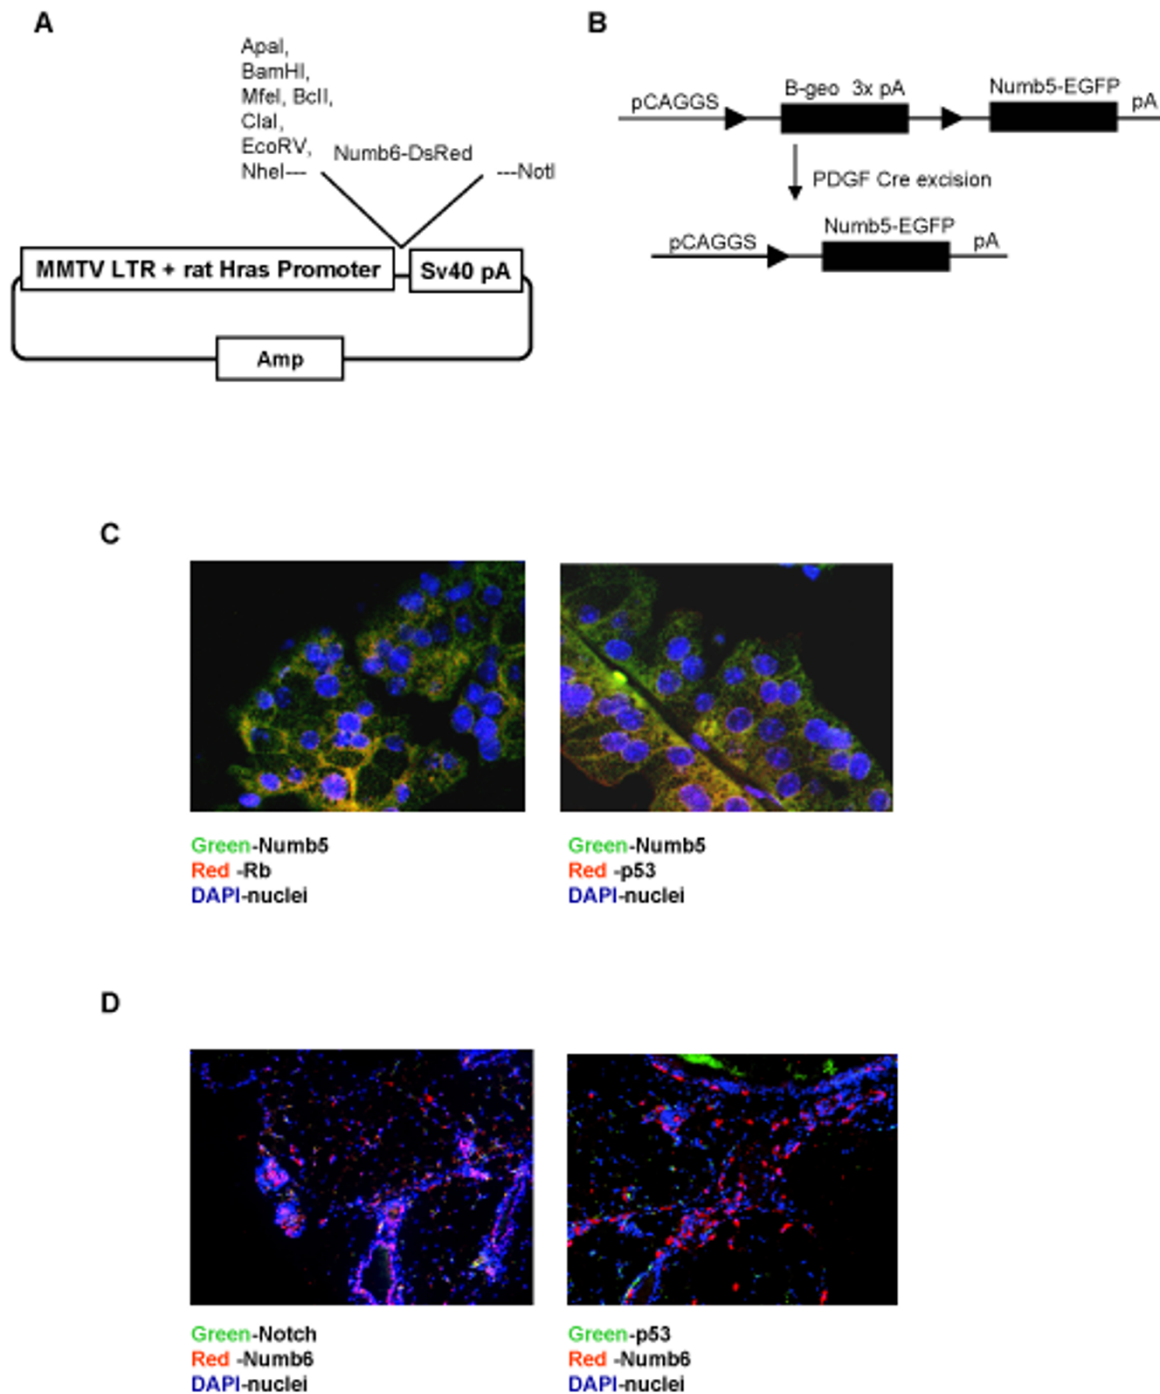 A
ApaI,
BamHI,
MfeI, BclI,
ClaI,
EcoRV,
NheI---
Numb6-DsRed
---NotI
MMTV LTR + rat Hras Promoter
Sv40 pA
Amp
B
pCAGGS
B-geo 3x pA
Numb5-EGFP
pA
PDGF Cre excision
pCAGGS
Numb5-EGFP
pA
C
Green-Numb5
Red -Rb
DAPI-nuclei
Green-Numb5
Red -p53
DAPI-nuclei
D
Green-Notch
Red -Numb6
DAPI-nuclei
Green-p53
Red -Numb6
DAPI-nuclei